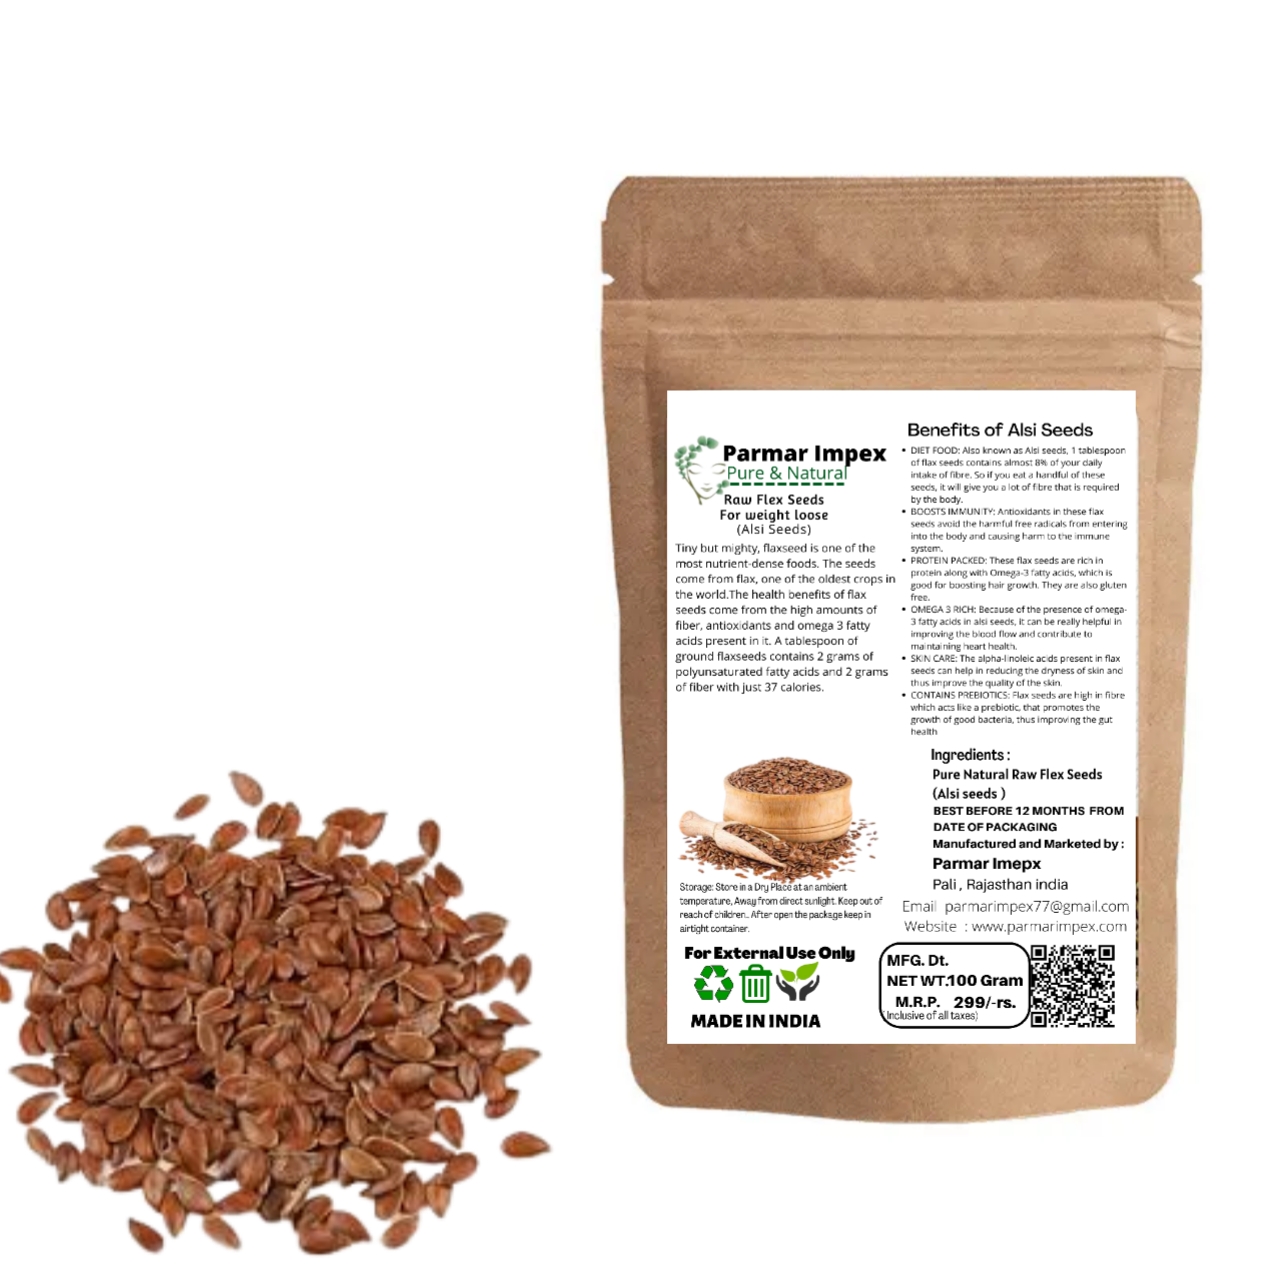 Parmar Impex
Pure & Natural
Raw Flex Seeds
For weight loose
(Alsi Seeds)
Tiny but mighty, flaxseed is one of the
most nutrient-dense foods. The seeds
come from flax, one of the oldest crops in
the world.The health benefits of flax
seeds come from the high amounts of
fiber, antioxidants and omega 3 fatty
acids present in it. A tablespoon of
ground flaxseeds contains 2 grams of
polyunsaturated fatty acids and 2 grams
of fiber with just 37 calories.
Storage: Store in a Dry Place at an ambient
temperature, Away from direct sunlight. Keep out of
reach of children.. After open the package keep in
airtight container.
For External Use Only
MADE IN INDIA
Benefits of Alsi Seeds
• DIET FOOD: Also known as Alsi seeds, 1 tablespoon
of flax seeds contains almost 8% of your daily
intake of fibre. So if you eat a handful of these
seeds, it will give you a lot of fibre that is required
by the body.
• BOOSTS IMMUNITY: Antioxidants in these flax
seeds avoid the harmful free radicals from entering
into the body and causing harm to the immune
system.
• PROTEIN PACKED: These flax seeds are rich in
protein along with Omega-3 fatty acids, which is
good for boosting hair growth. They are also gluten
free.
• OMEGA 3 RICH: Because of the presence of omega-
3 fatty acids in alsi seeds, it can be really helpful in
improving the blood flow and contribute to
maintaining heart health.
• SKIN CARE: The alpha-linoleic acids present in flax
seeds can help in reducing the dryness of skin and
thus improve the quality of the skin.
• CONTAINS PREBIOTICS: Flax seeds are high in fibre
which acts like a prebiotic, that promotes the
growth of good bacteria, thus improving the gut
health
Ingredients :
Pure Natural Raw Flex Seeds
(Alsi seeds )
BEST BEFORE 12 MONTHS FROM
DATE OF PACKAGING
Manufactured and Marketed by :
Parmar Imepx
Pali , Rajasthan india
Email parmarimpex77@gmail.com
Website : www.parmarimpex.com
MFG. Dt.
NET WT.100 Gram
M.R.P. 299/-rs.
(Inclusive of all taxes)